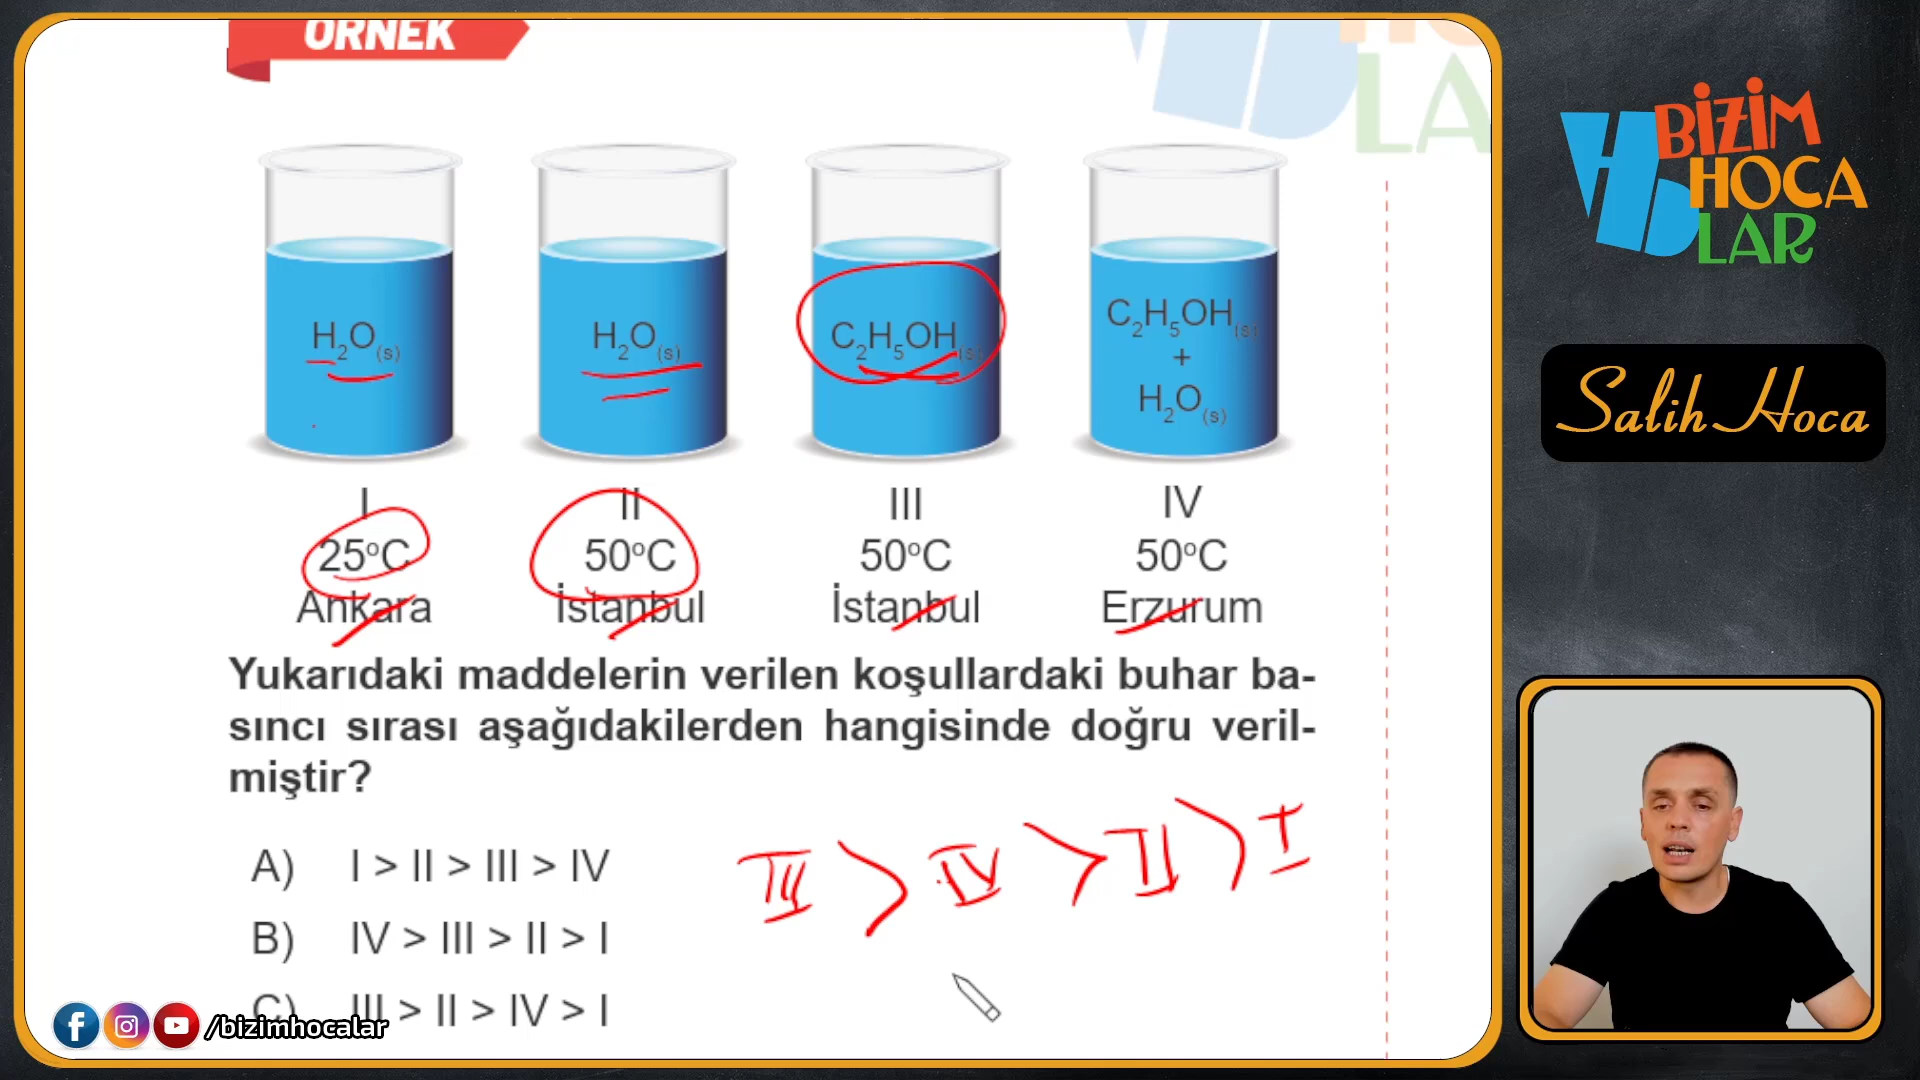 ÖRNEK
HOCA
LAR
BİZİM
HOCA
LAR
Salih Hoca
H2O(s)
H2O(s)
C2H5OH(s)
C2H5OH(s)
+
H2O(s)
I
II
III
IV
25°C
50°C
50°C
50°C
Ankara
İstanbul
İstanbul
Erzurum
Yukarıdaki maddelerin verilen koşullardaki buhar ba-
sıncı sırası aşağıdakilerden hangisinde doğru veril-
miştir?
III > IV > II > I
A) I > II > III > IV
B) IV > III > II > I
C) III > II > IV > I
/bizimhocalar